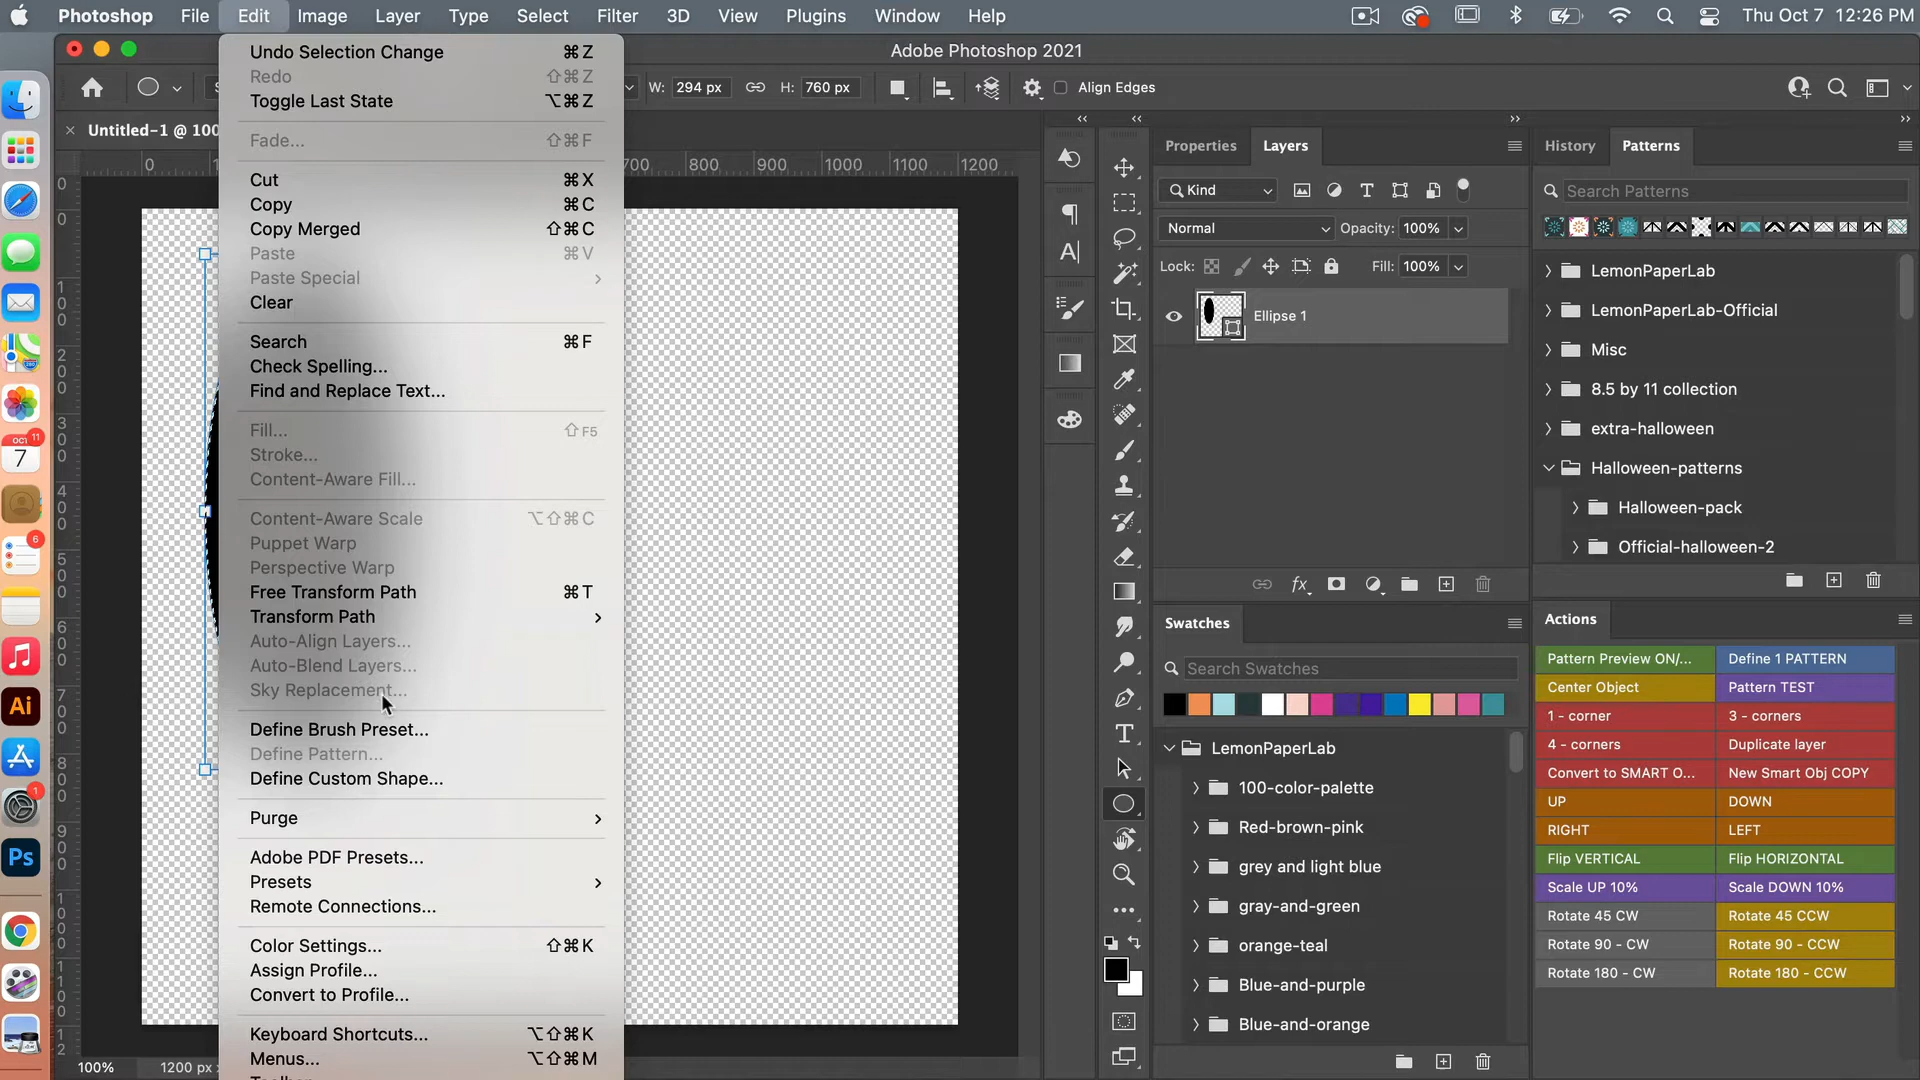 Photoshop File Edit Image Layer Type Select Filter 3D View Plugins Window Help Thu Oct 7 12:26 PM
Adobe Photoshop 2021
W: 294 px H: 760 px Align Edges
Untitled-1 @ 100
0 700 800 900 1000 1100 1200
Undo Selection Change ⌘Z
Redo ⇧⌘Z
Toggle Last State ⌥⌘Z
Fade... ⇧⌘F
Cut ⌘X
Copy ⌘C
Copy Merged ⇧⌘C
Paste ⌘V
Paste Special
Clear
Search ⌘F
Check Spelling...
Find and Replace Text...
Fill... ⇧F5
Stroke...
Content-Aware Fill...
Content-Aware Scale ⌥⇧⌘C
Puppet Warp
Perspective Warp
Free Transform Path ⌘T
Transform Path
Auto-Align Layers...
Auto-Blend Layers...
Sky Replacement...
Define Brush Preset...
Define Pattern...
Define Custom Shape...
Purge
Adobe PDF Presets...
Presets
Remote Connections...
Color Settings... ⇧⌘K
Assign Profile...
Convert to Profile...
Keyboard Shortcuts... ⌥⇧⌘K
Menus... ⌥⇧⌘M
100% 1200 px
Properties Layers
Kind
Normal Opacity: 100%
Lock: Fill: 100%
Ellipse 1
Swatches
Search Swatches
LemonPaperLab
100-color-palette
Red-brown-pink
grey and light blue
gray-and-green
orange-teal
Blue-and-purple
Blue-and-orange
History Patterns
Search Patterns
LemonPaperLab
LemonPaperLab-Official
Misc
8.5 by 11 collection
extra-halloween
Halloween-patterns
Halloween-pack
Official-halloween-2
Actions
Pattern Preview ON/... Define 1 PATTERN
Center Object Pattern TEST
1 - corner 3 - corners
4 - corners Duplicate layer
Convert to SMART O... New Smart Obj COPY
UP DOWN
RIGHT LEFT
Flip VERTICAL Flip HORIZONTAL
Scale UP 10% Scale DOWN 10%
Rotate 45 CW Rotate 45 CCW
Rotate 90 - CW Rotate 90 - CCW
Rotate 180 - CW Rotate 180 - CCW
OCT 11
7
6
1
Ai
Ps